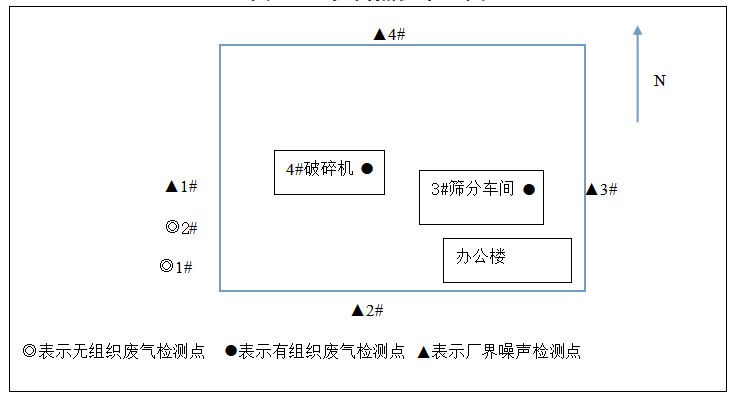 ▲4#
N
4#破碎机 ●
▲1#
3#筛分车间 ●
▲3#
◎2#
办公楼
◎1#
▲2#
◎表示无组织废气检测点 ●表示有组织废气检测点 ▲表示厂界噪声检测点